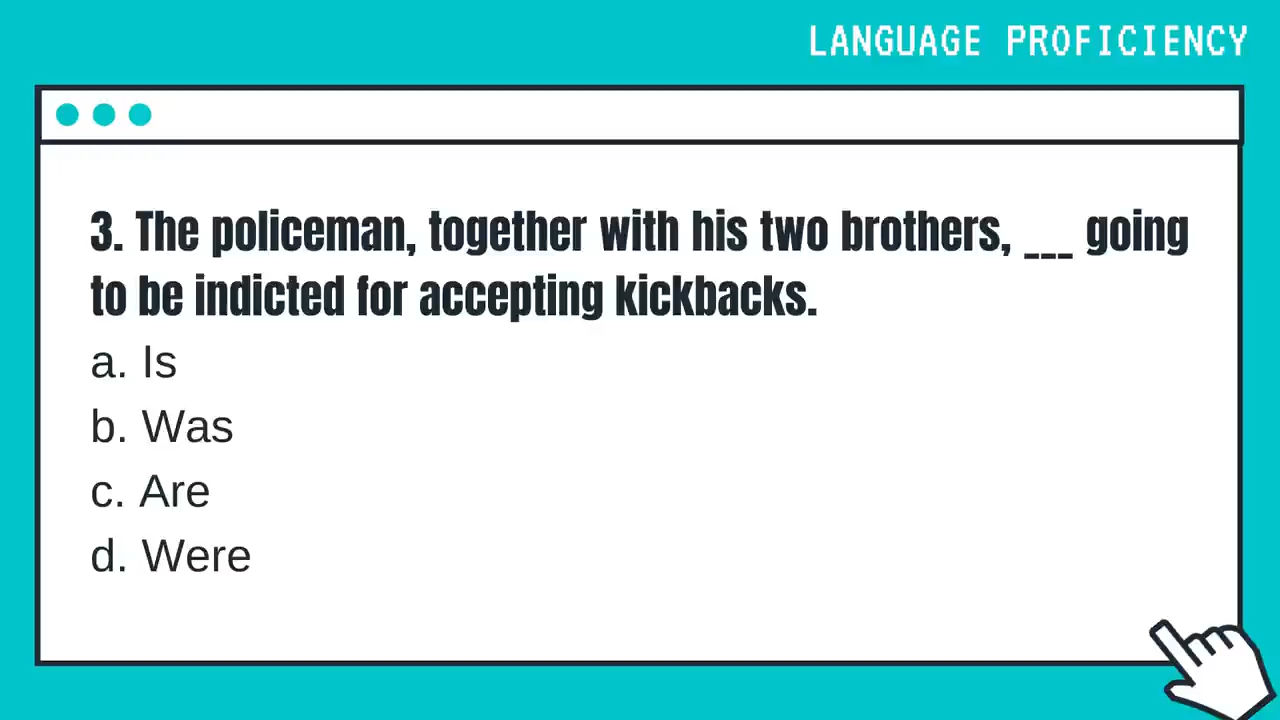 LANGUAGE PROFICIENCY
3. The policeman, together with his two brothers, ___ going
to be indicted for accepting kickbacks.
a. Is
b. Was
c. Are
d. Were